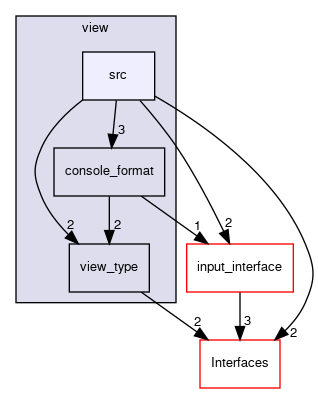 view
src
3
console_format
2
2
1
2
view_type
input_interface
2
3
2
Interfaces